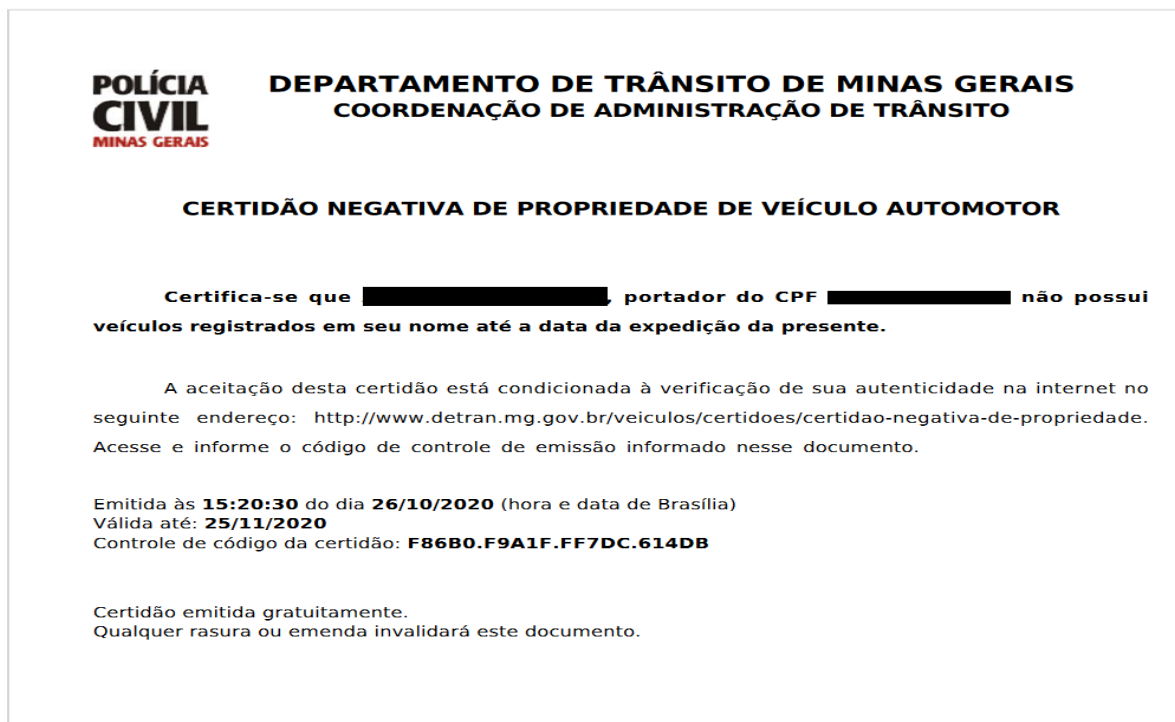 POLÍCIA
CIVIL
MINAS GERAIS
DEPARTAMENTO DE TRÂNSITO DE MINAS GERAIS
COORDENAÇÃO DE ADMINISTRAÇÃO DE TRÂNSITO
CERTIDÃO NEGATIVA DE PROPRIEDADE DE VEÍCULO AUTOMOTOR
Certifica-se que , portador do CPF não possui
veículos registrados em seu nome até a data da expedição da presente.
A aceitação desta certidão está condicionada à verificação de sua autenticidade na internet no
seguinte endereço: http://www.detran.mg.gov.br/veiculos/certidoes/certidao-negativa-de-propriedade.
Acesse e informe o código de controle de emissão informado nesse documento.
Emitida às 15:20:30 do dia 26/10/2020 (hora e data de Brasília)
Válida até: 25/11/2020
Controle de código da certidão: F86B0.F9A1F.FF7DC.614DB
Certidão emitida gratuitamente.
Qualquer rasura ou emenda invalidará este documento.